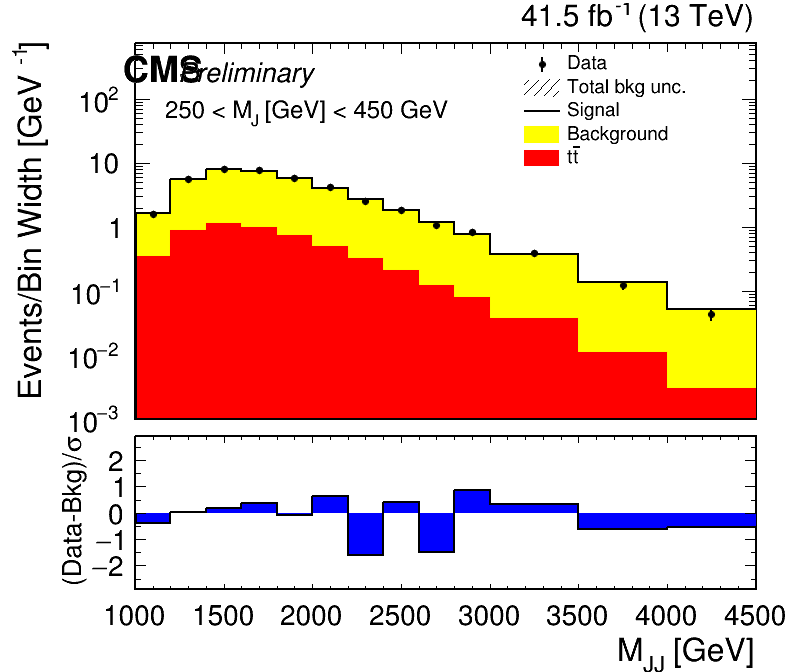 41.5 fb⁻¹ (13 TeV)
CMS Preliminary
250 < M_J [GeV] < 450 GeV
Data
Total bkg unc.
Signal
Background
tt̄
Events/Bin Width [GeV⁻¹]
10²
10
1
10⁻¹
10⁻²
10⁻³
(Data-Bkg)/σ
2
1
0
−1
−2
1000 1500 2000 2500 3000 3500 4000 4500
M_JJ [GeV]